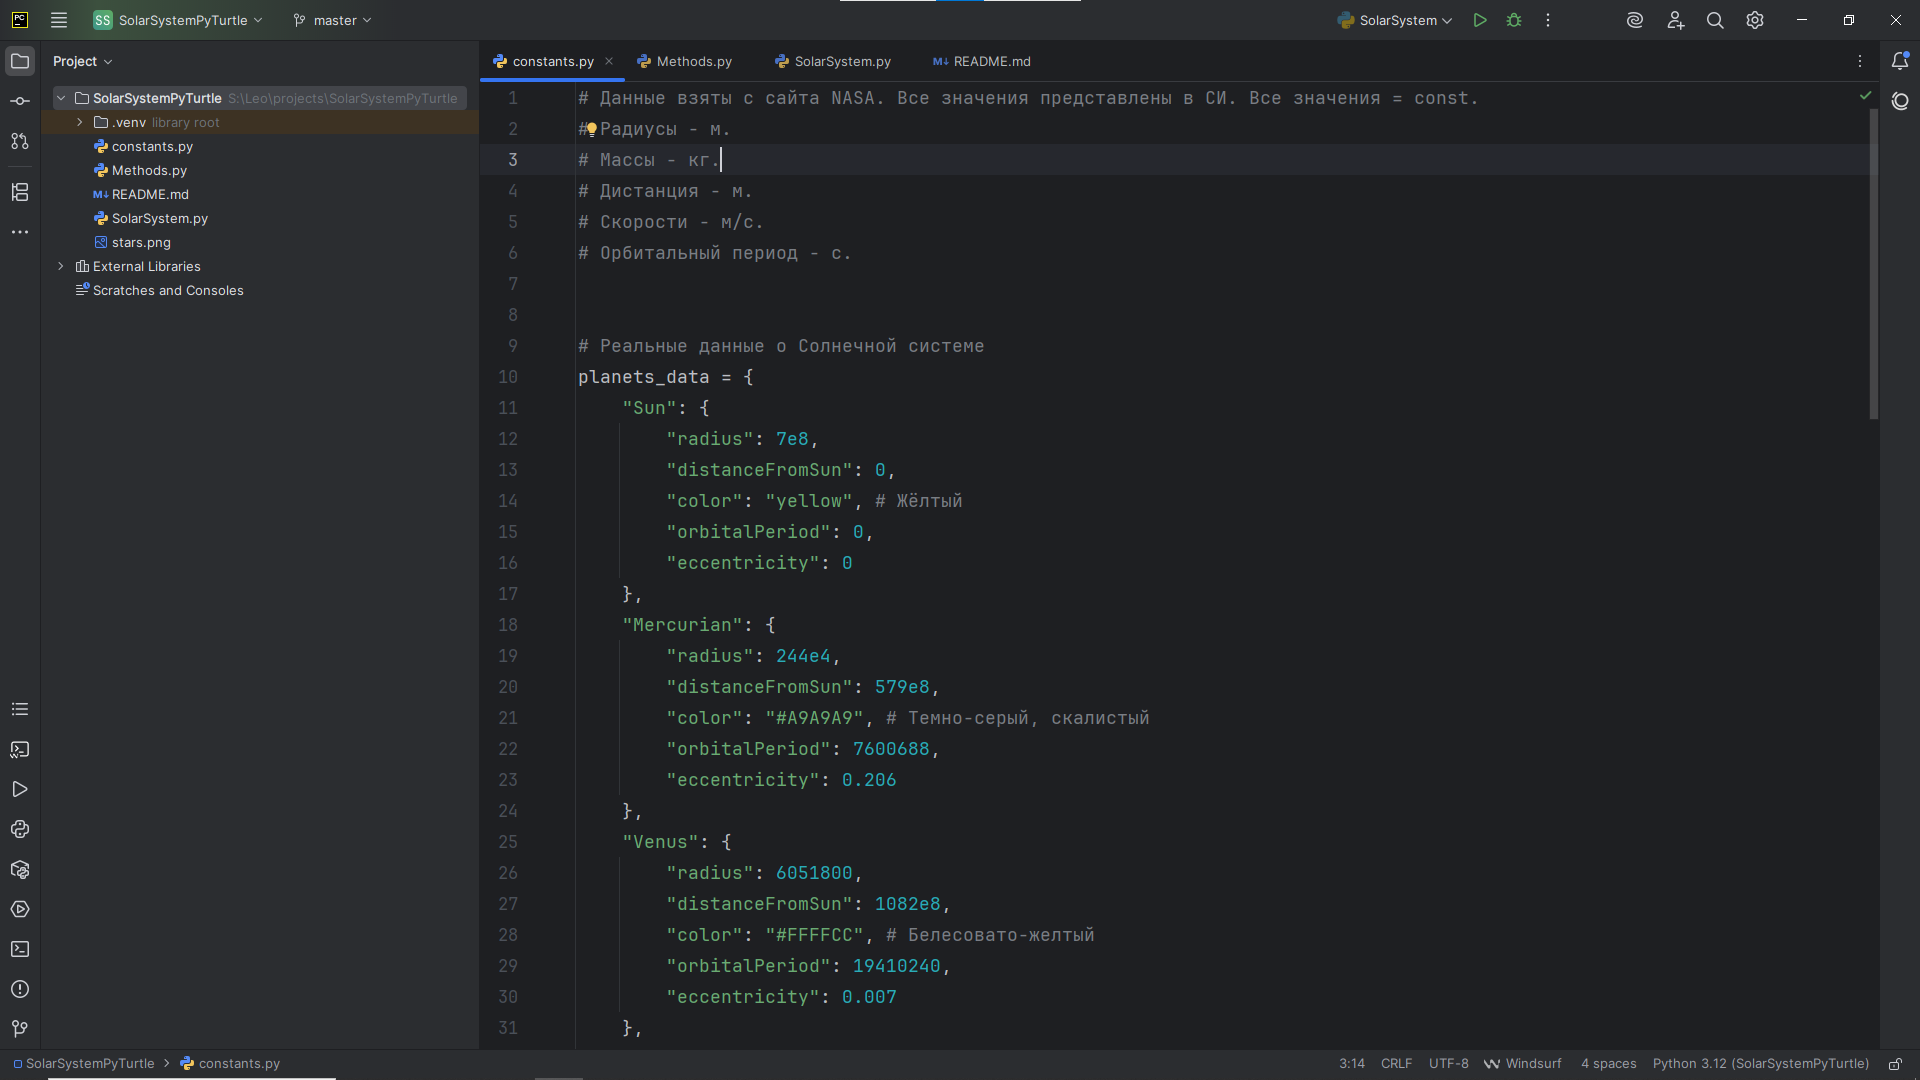 PC SS SolarSystemPyTurtle master SolarSystem
Project
constants.py Methods.py SolarSystem.py M↓ README.md
SolarSystemPyTurtle S:\Leo\projects\SolarSystemPyTurtle
.venv library root
constants.py
Methods.py
M↓ README.md
SolarSystem.py
stars.png
External Libraries
Scratches and Consoles
1 # Данные взяты с сайта NASA. Все значения представлены в СИ. Все значения = const.
2 # Радиусы - м.
3 # Массы - кг.
4 # Дистанция - м.
5 # Скорости - м/с.
6 # Орбитальный период - с.
7
8
9 # Реальные данные о Солнечной системе
10 planets_data = {
11 "Sun": {
12 "radius": 7e8,
13 "distanceFromSun": 0,
14 "color": "yellow", # Жёлтый
15 "orbitalPeriod": 0,
16 "eccentricity": 0
17 },
18 "Mercurian": {
19 "radius": 244e4,
20 "distanceFromSun": 579e8,
21 "color": "#A9A9A9", # Темно-серый, скалистый
22 "orbitalPeriod": 7600688,
23 "eccentricity": 0.206
24 },
25 "Venus": {
26 "radius": 6051800,
27 "distanceFromSun": 1082e8,
28 "color": "#FFFFCC", # Белесовато-желтый
29 "orbitalPeriod": 19410240,
30 "eccentricity": 0.007
31 },
SolarSystemPyTurtle > constants.py 3:14 CRLF UTF-8 Windsurf 4 spaces Python 3.12 (SolarSystemPyTurtle)